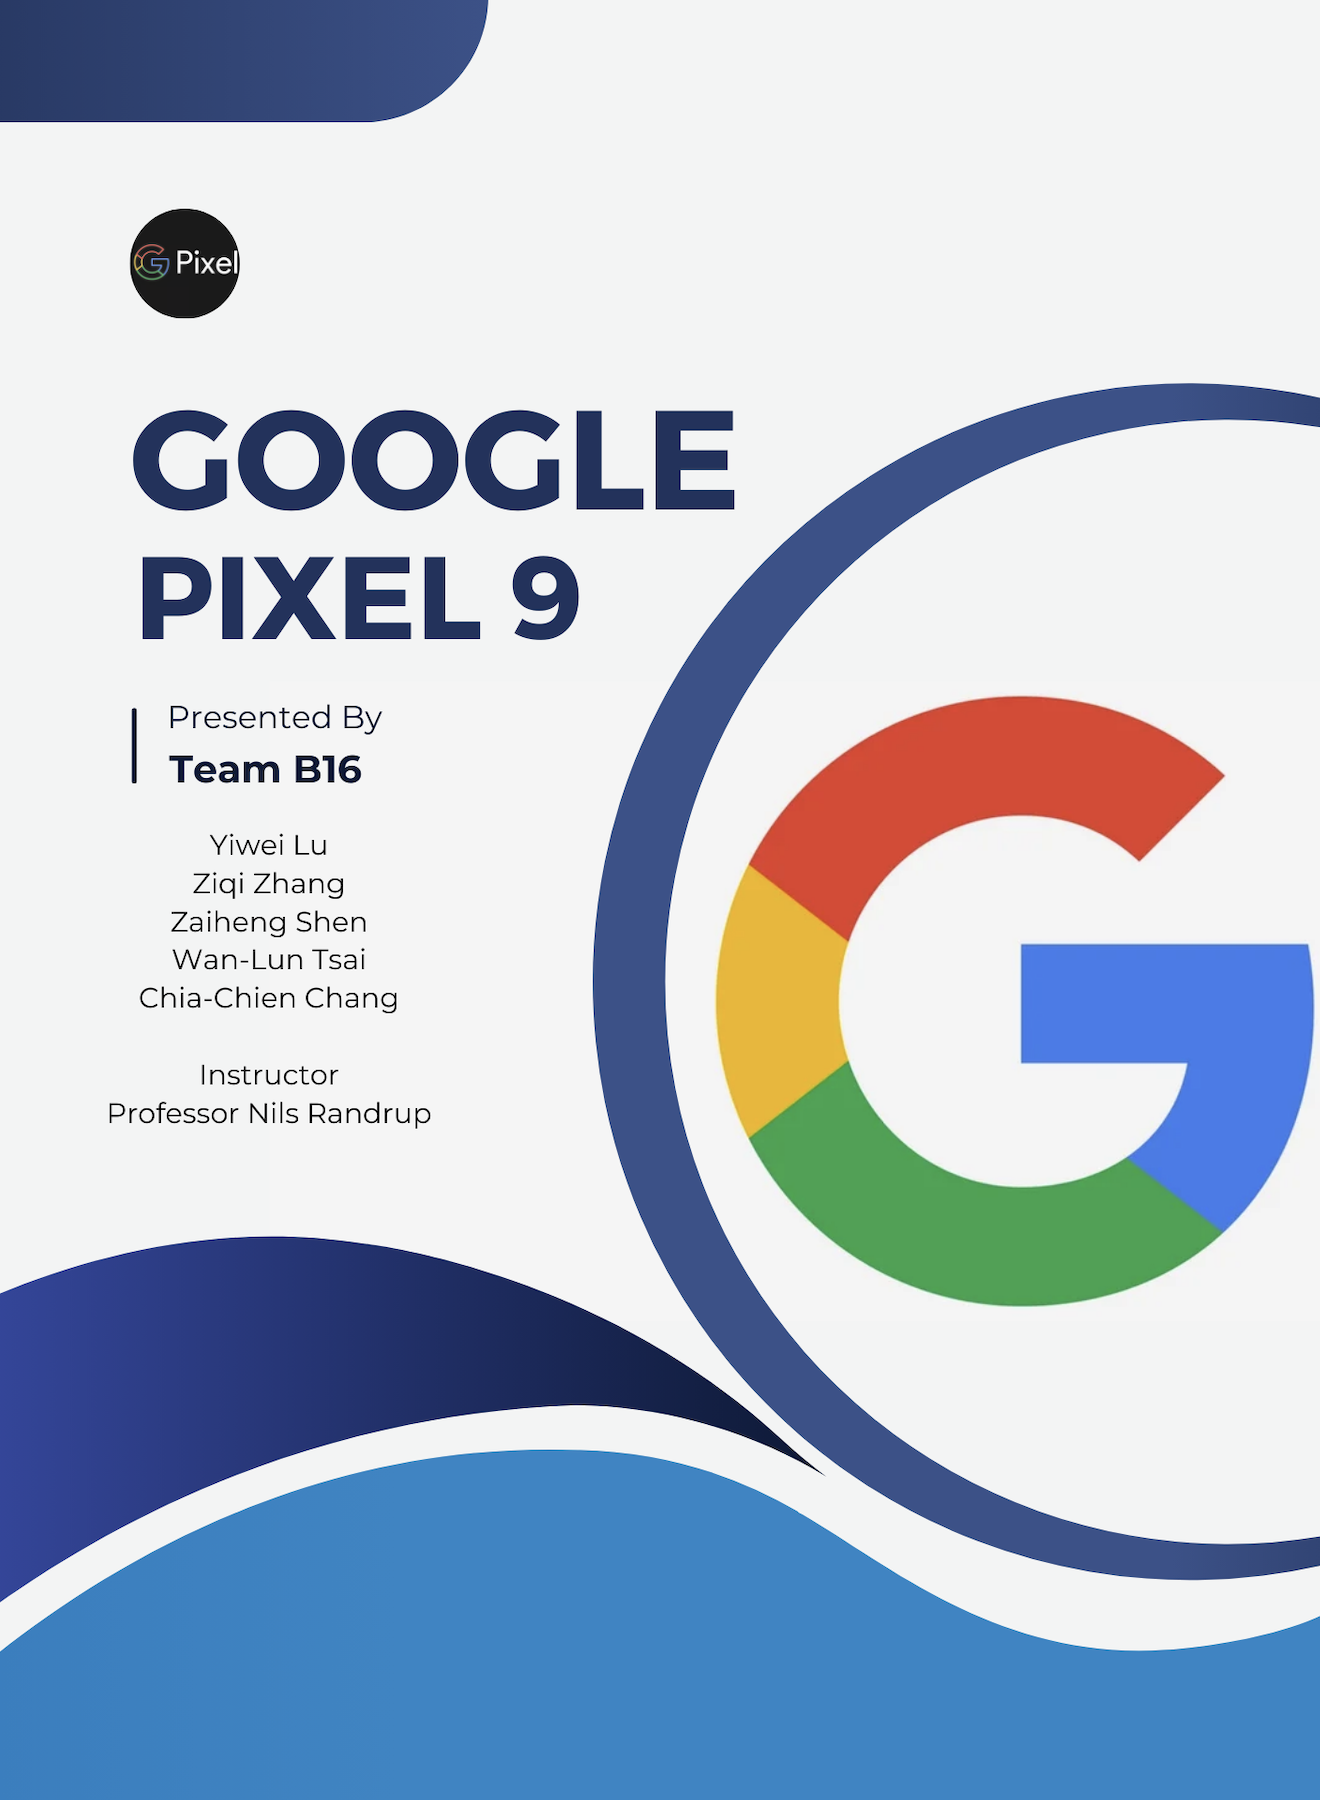 G Pixel
GOOGLE
PIXEL 9
Presented By
Team B16
Yiwei Lu
Ziqi Zhang
Zaiheng Shen
Wan-Lun Tsai
Chia-Chien Chang
Instructor
Professor Nils Randrup
G